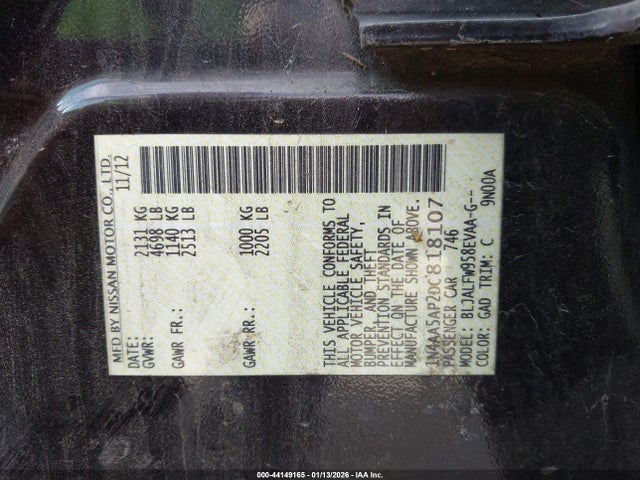 MFD BY NISSAN MOTOR CO., LTD.
DATE: 11/12
GVWR: 2131 KG
4698 LB
GAWR FR: 1140 KG
2513 LB
GAWR RR: 1000 KG
2205 LB
THIS VEHICLE CONFORMS TO
ALL APPLICABLE FEDERAL
MOTOR VEHICLE SAFETY,
BUMPER, AND THEFT
PREVENTION STANDARDS IN
EFFECT ON THE DATE OF
MANUFACTURE SHOWN ABOVE.
1N4AA5AP2DC818107
PASSENGER CAR 746
MODEL: BLJALFWJ58EVAA-G--
COLOR: GAD TRIM: C 9N00A
000-44149165 - 01/13/2026 - IAA Inc.